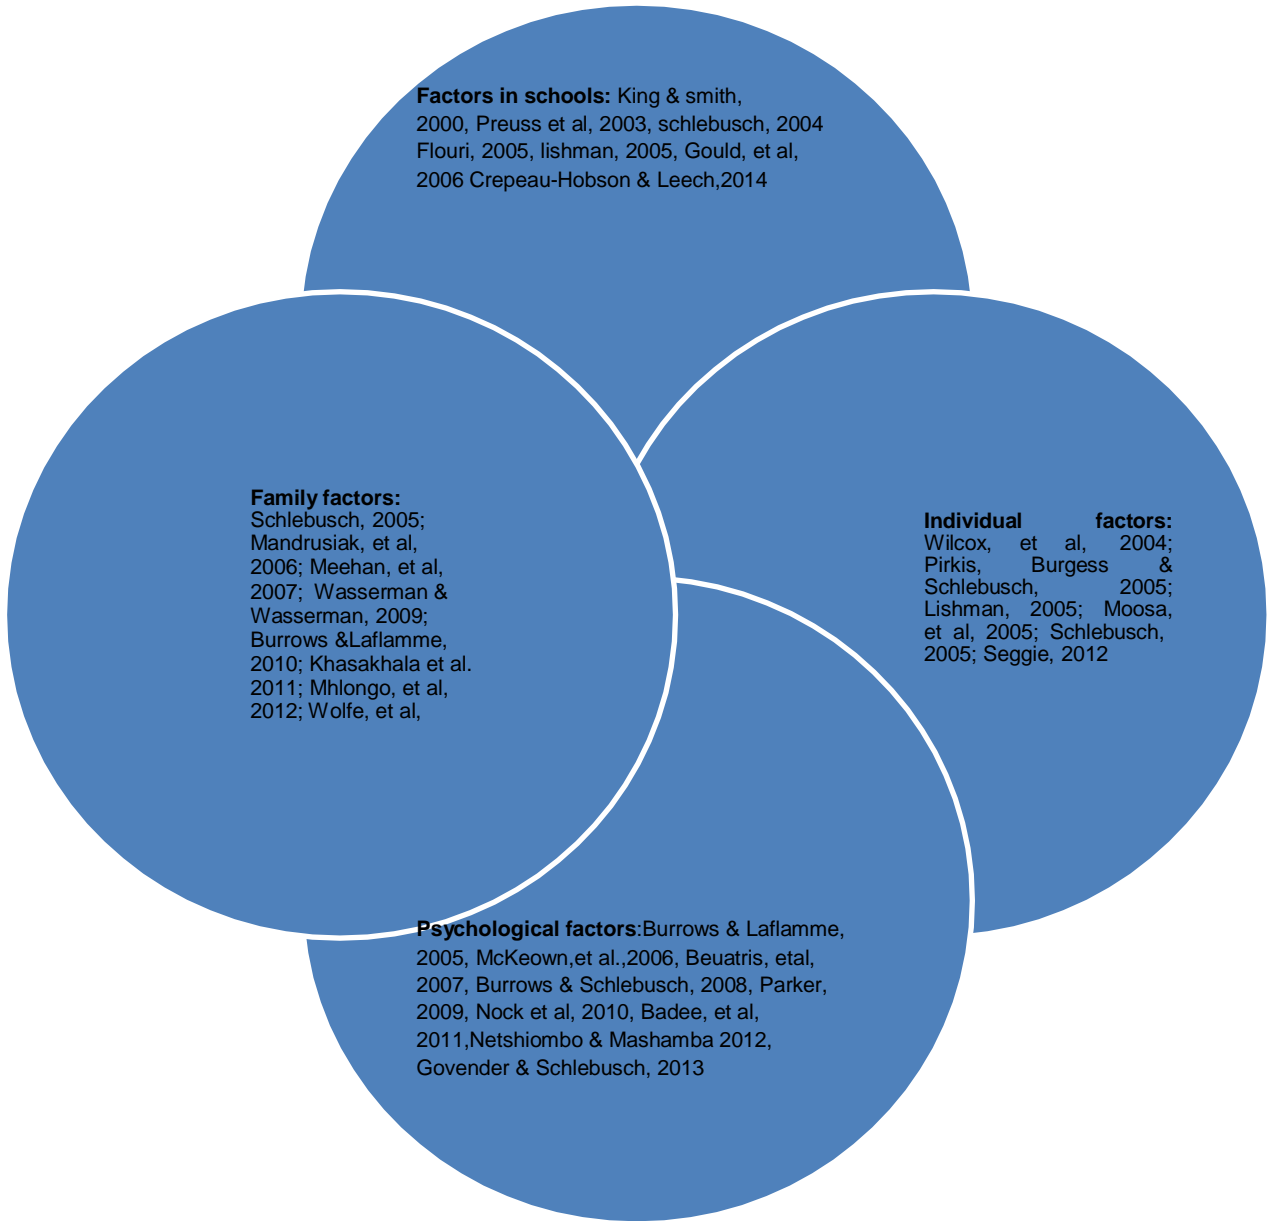 Factors in schools: King & smith,
2000, Preuss et al, 2003, schlebusch, 2004
Flouri, 2005, lishman, 2005, Gould, et al,
2006 Crepeau-Hobson & Leech,2014
Family factors:
Schlebusch, 2005;
Mandrusiak, et al,
2006; Meehan, et al,
2007; Wasserman &
Wasserman, 2009;
Burrows &Laflamme,
2010; Khasakhala et al.
2011; Mhlongo, et al,
2012; Wolfe, et al,
Individual factors:
Wilcox, et al, 2004;
Pirkis, Burgess &
Schlebusch, 2005;
Lishman, 2005; Moosa,
et al, 2005; Schlebusch,
2005; Seggie, 2012
Psychological factors:Burrows & Laflamme,
2005, McKeown,et al.,2006, Beuatris, etal,
2007, Burrows & Schlebusch, 2008, Parker,
2009, Nock et al, 2010, Badee, et al,
2011,Netshiombo & Mashamba 2012,
Govender & Schlebusch, 2013